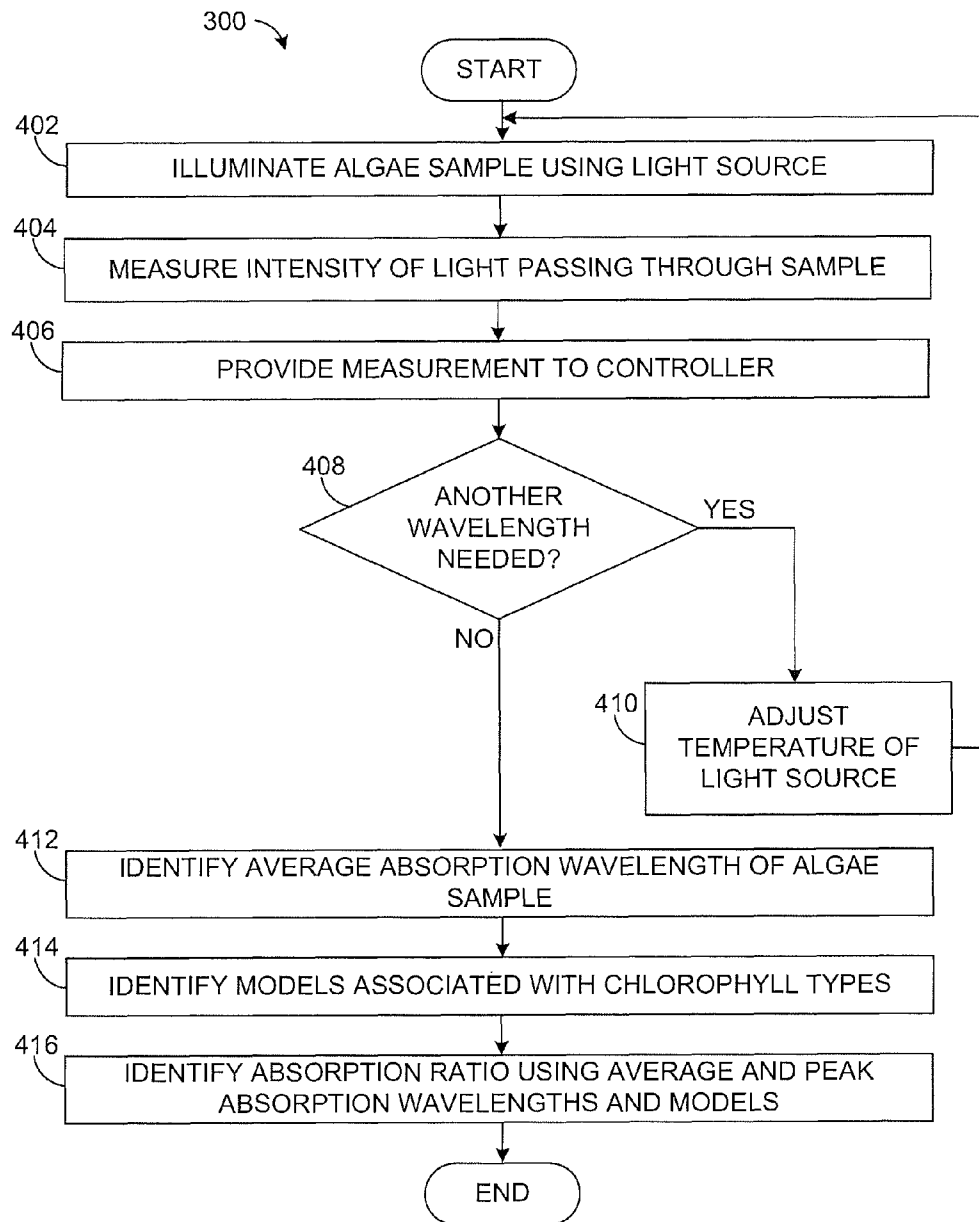 300
START
402
ILLUMINATE ALGAE SAMPLE USING LIGHT SOURCE
404
MEASURE INTENSITY OF LIGHT PASSING THROUGH SAMPLE
406
PROVIDE MEASUREMENT TO CONTROLLER
408
ANOTHER
WAVELENGTH
NEEDED?
YES
NO
410
ADJUST
TEMPERATURE OF
LIGHT SOURCE
412
IDENTIFY AVERAGE ABSORPTION WAVELENGTH OF ALGAE
SAMPLE
414
IDENTIFY MODELS ASSOCIATED WITH CHLOROPHYLL TYPES
416
IDENTIFY ABSORPTION RATIO USING AVERAGE AND PEAK
ABSORPTION WAVELENGTHS AND MODELS
END